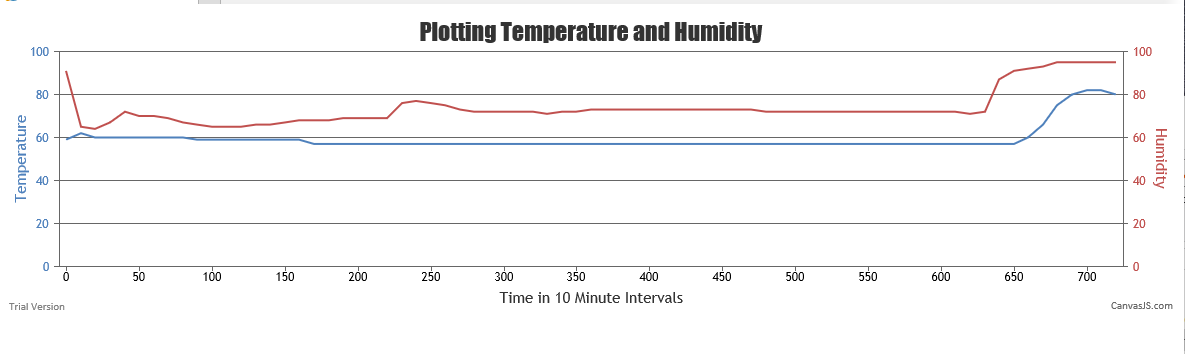 Plotting Temperature and Humidity
100
80
60
40
20
0
Temperature
100
80
60
40
20
0
Humidity
0 50 100 150 200 250 300 350 400 450 500 550 600 650 700
Time in 10 Minute Intervals
Trial Version
CanvasJS.com